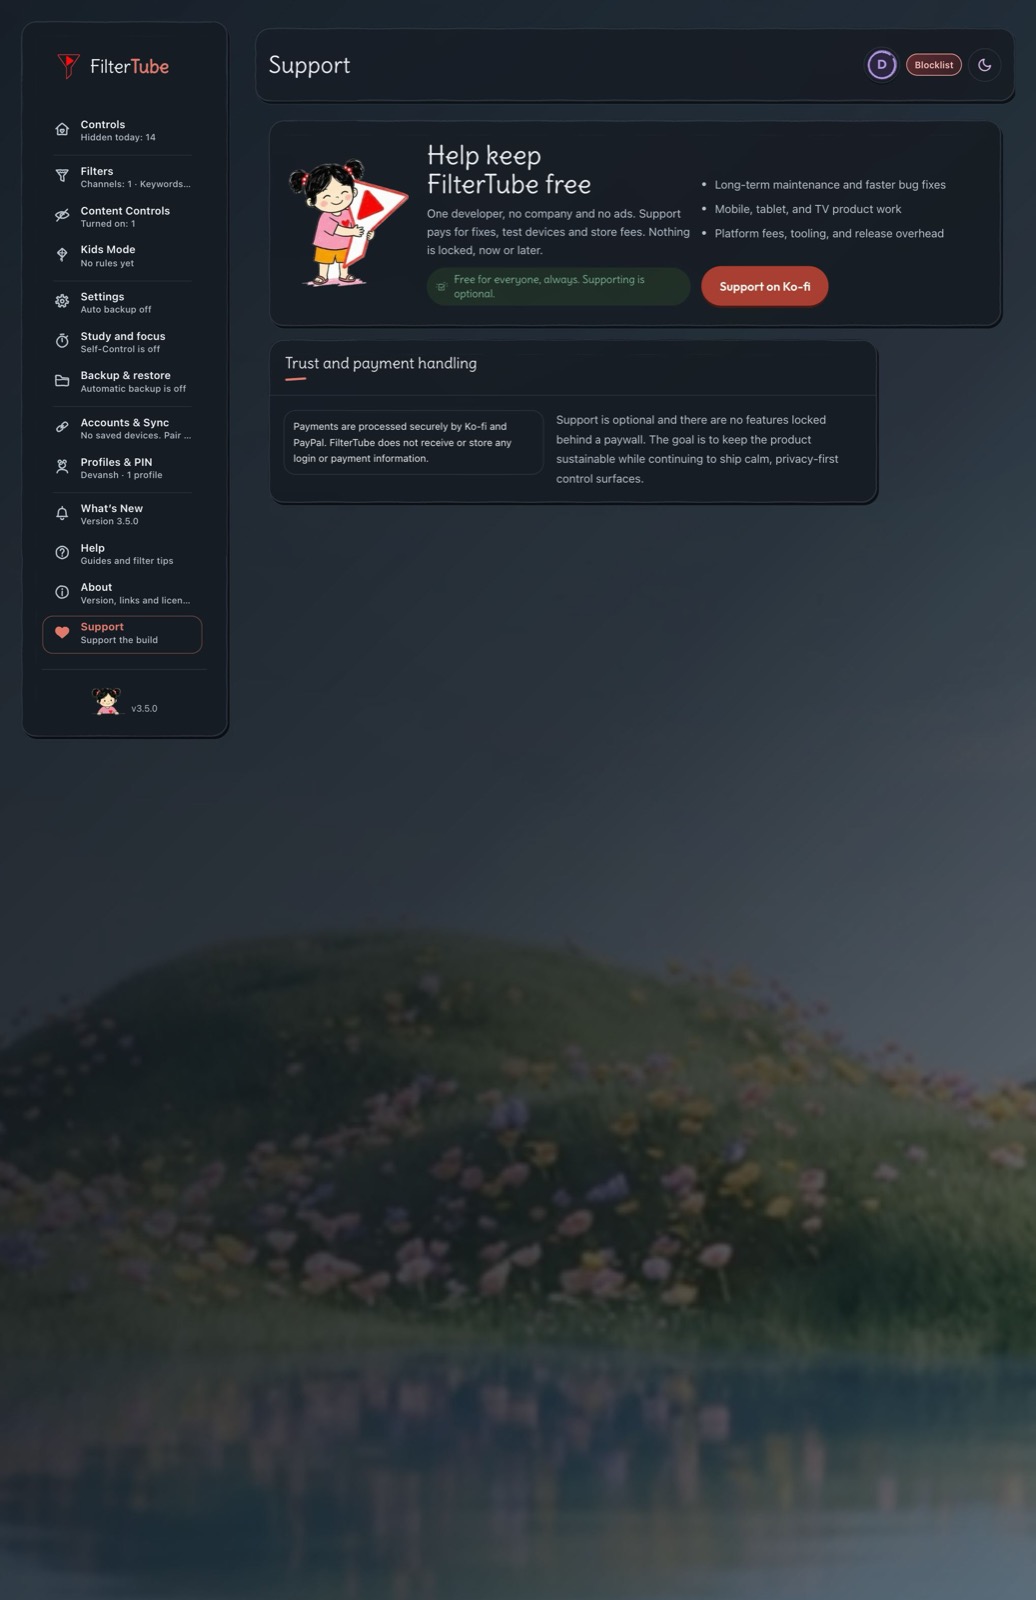 FilterTube
Controls
Hidden today: 14
Filters
Channels: 1 · Keywords...
Content Controls
Turned on: 1
Kids Mode
No rules yet
Settings
Auto backup off
Study and focus
Self-Control is off
Backup & restore
Automatic backup is off
Accounts & Sync
No saved devices. Pair ...
Profiles & PIN
Devansh · 1 profile
What's New
Version 3.5.0
Help
Guides and filter tips
About
Version, links and licen...
Support
Support the build
v3.5.0
Support
D
Blocklist
Help keep
FilterTube free
One developer, no company and no ads. Support
pays for fixes, test devices and store fees. Nothing
is locked, now or later.
Free for everyone, always. Supporting is
optional.
• Long-term maintenance and faster bug fixes
• Mobile, tablet, and TV product work
• Platform fees, tooling, and release overhead
Support on Ko-fi
Trust and payment handling
Payments are processed securely by Ko-fi and
PayPal. FilterTube does not receive or store any
login or payment information.
Support is optional and there are no features locked
behind a paywall. The goal is to keep the product
sustainable while continuing to ship calm, privacy-first
control surfaces.